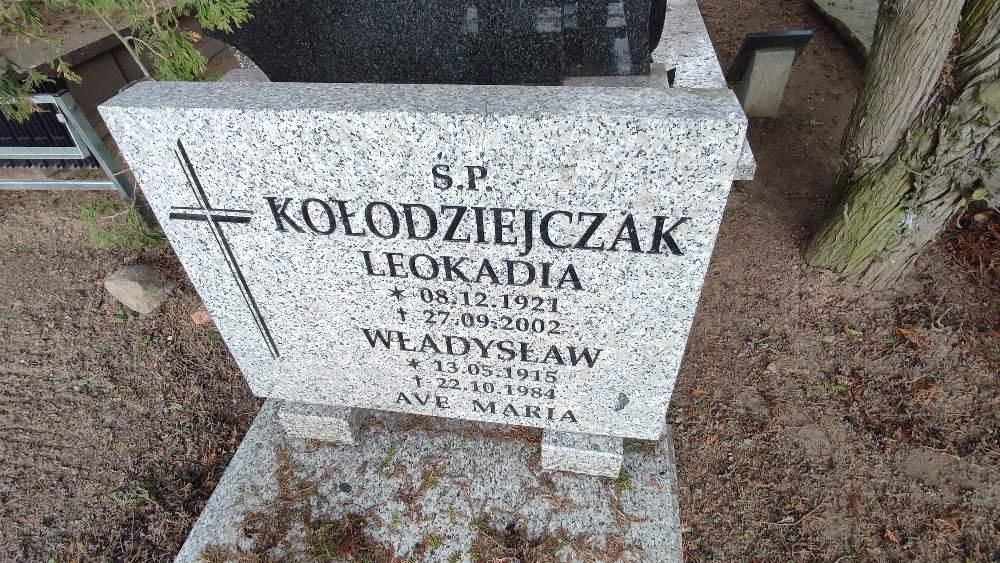 Ś.P.
KOŁODZIEJCZAK
LEOKADIA
* 08.12.1921
† 27.09.2002
WŁADYSŁAW
* 13.05.1915
† 22.10.1984
AVE MARIA